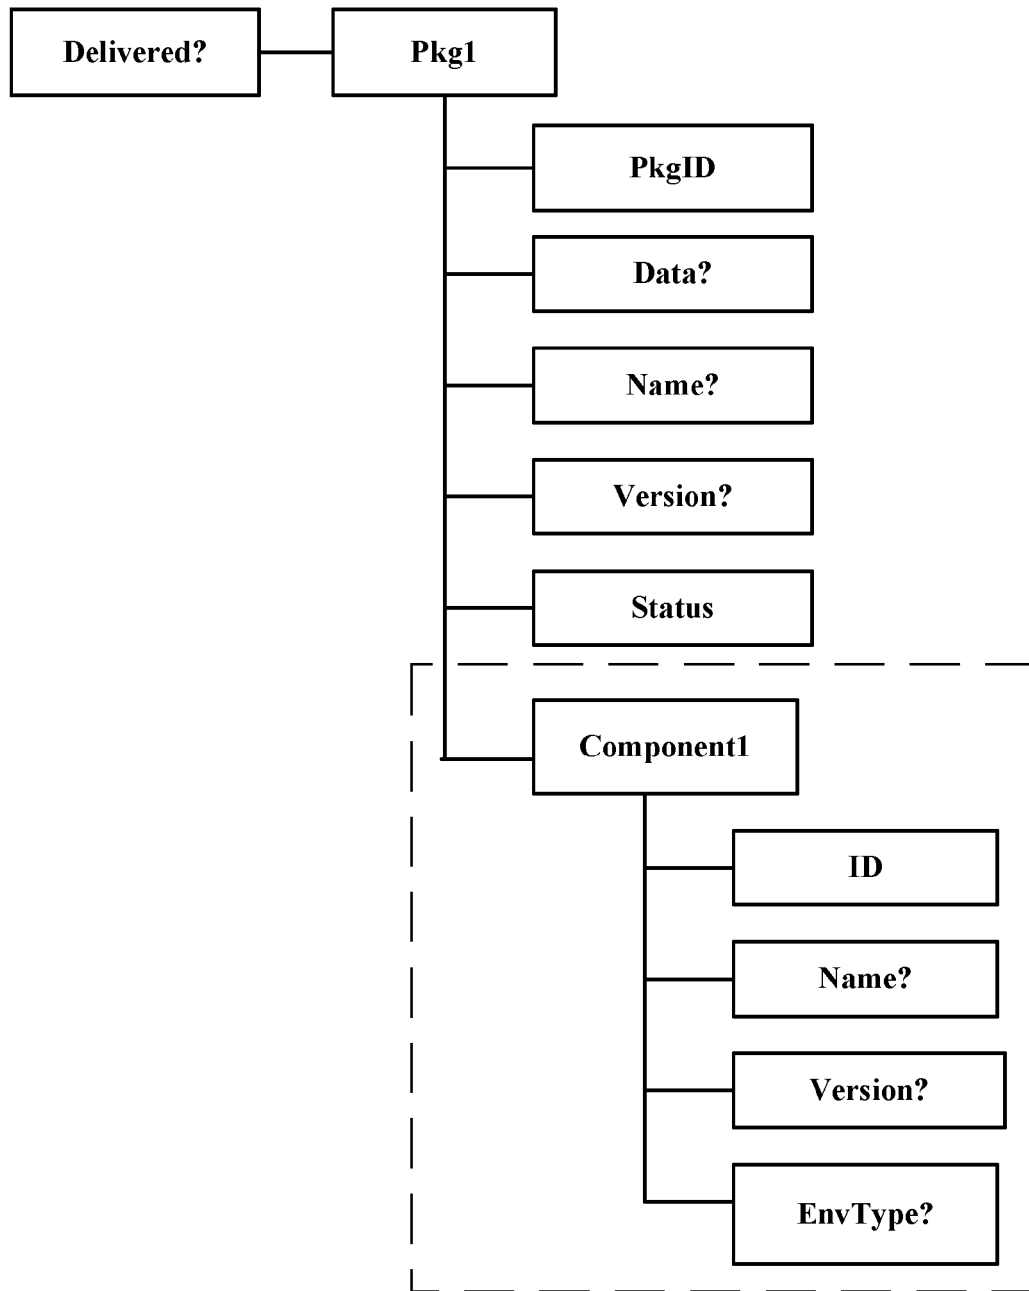 Delivered?
Pkg1
PkgID
Data?
Name?
Version?
Status
Component1
ID
Name?
Version?
EnvType?